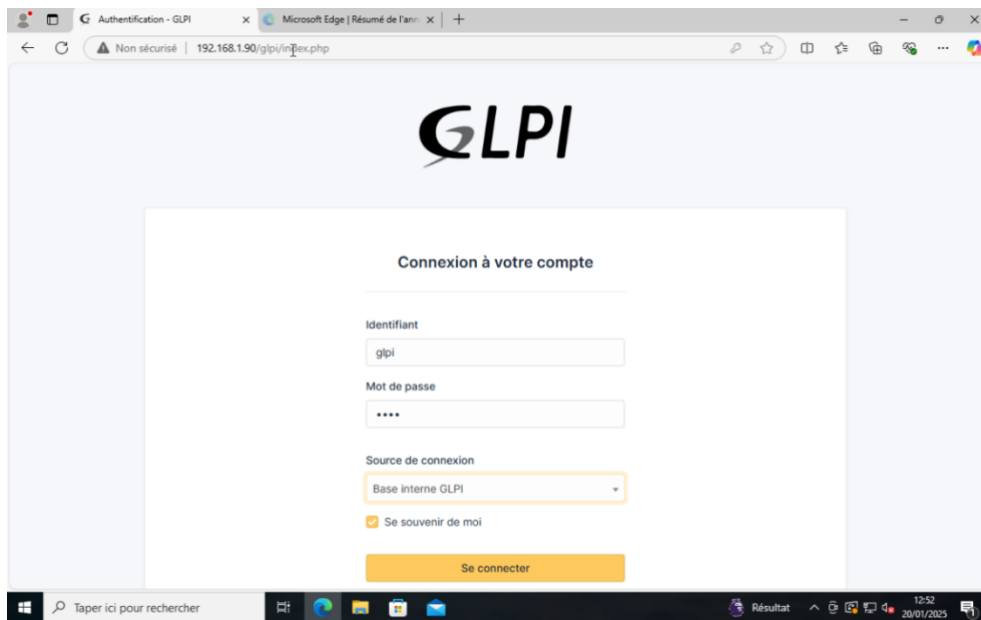 Authentification - GLPI
Microsoft Edge | Résumé de l'ann
Non sécurisé
192.168.1.90/glpi/index.php
GLPI
Connexion à votre compte
Identifiant
glpi
Mot de passe
••••
Source de connexion
Base interne GLPI
Se souvenir de moi
Se connecter
Taper ici pour rechercher
Résultat
12:52
20/01/2025
1